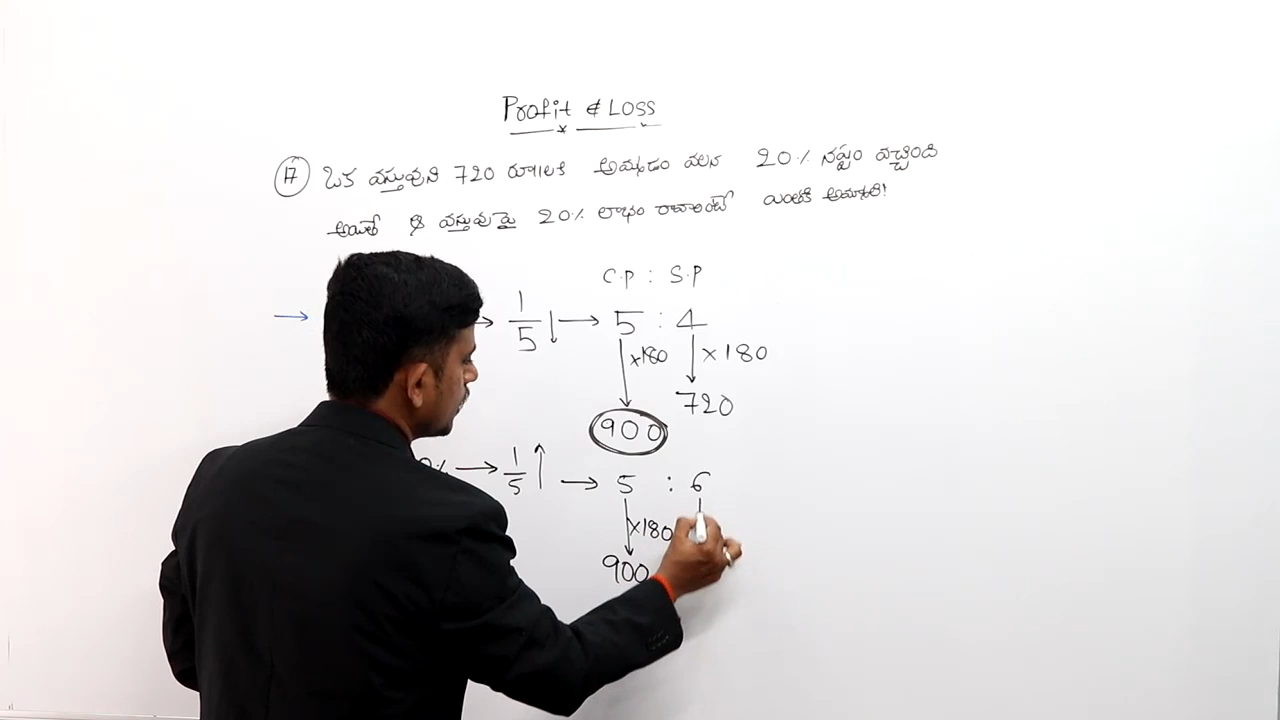 Profit & Loss
17 ఒక వస్తువుని 720 రూపాలకి అమ్మడం వలన 20% నష్టం వచ్చింది
అయితే ఆ వస్తువుపై 20% లాభం రావాలంటే ఎంతకి అమ్మాలి?
C.P : S.P
→ → 1/5 ↓ → 5 : 4
×180 ×180
720
900
% → 1/5 ↑ → 5 : 6
×180
900